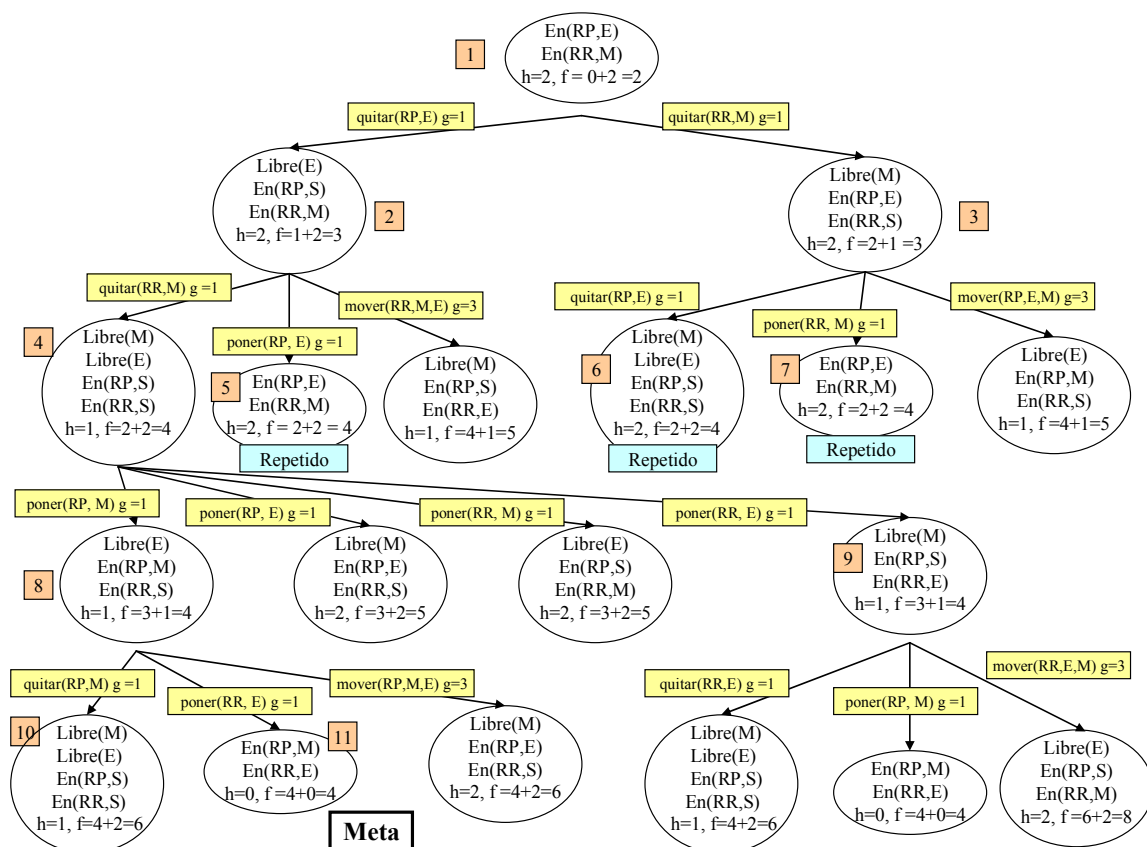 1
En(RP,E)
En(RR,M)
h=2, f = 0+2 =2
quitar(RP,E) g=1
quitar(RR,M) g=1
Libre(E)
En(RP,S)
En(RR,M)
h=2, f=1+2=3
2
Libre(M)
En(RP,E)
En(RR,S)
h=2, f =2+1 =3
3
quitar(RR,M) g =1
poner(RP, E) g =1
mover(RR,M,E) g=3
quitar(RP,E) g =1
poner(RR, M) g =1
mover(RP,E,M) g=3
4
Libre(M)
Libre(E)
En(RP,S)
En(RR,S)
h=1, f=2+2=4
5
En(RP,E)
En(RR,M)
h=2, f = 2+2 = 4
Repetido
Libre(M)
En(RP,S)
En(RR,E)
h=1, f =4+1=5
6
Libre(M)
Libre(E)
En(RP,S)
En(RR,S)
h=2, f=2+2=4
Repetido
7
En(RP,E)
En(RR,M)
h=2, f =2+2 =4
Repetido
Libre(E)
En(RP,M)
En(RR,S)
h=1, f =4+1=5
poner(RP, M) g =1
poner(RP, E) g =1
poner(RR, M) g =1
poner(RR, E) g =1
8
Libre(E)
En(RP,M)
En(RR,S)
h=1, f =3+1=4
Libre(M)
En(RP,E)
En(RR,S)
h=2, f =3+2=5
Libre(E)
En(RP,S)
En(RR,M)
h=2, f =3+2=5
9
Libre(M)
En(RP,S)
En(RR,E)
h=1, f =3+1=4
quitar(RP,M) g =1
poner(RR, E) g =1
mover(RP,M,E) g=3
quitar(RR,E) g =1
poner(RP, M) g =1
mover(RR,E,M) g=3
10
Libre(M)
Libre(E)
En(RP,S)
En(RR,S)
h=1, f=4+2=6
11
En(RP,M)
En(RR,E)
h=0, f =4+0=4
Meta
Libre(M)
En(RP,E)
En(RR,S)
h=2, f =4+2=6
Libre(M)
Libre(E)
En(RP,S)
En(RR,S)
h=1, f=4+2=6
En(RP,M)
En(RR,E)
h=0, f =4+0=4
Libre(E)
En(RP,S)
En(RR,M)
h=2, f =6+2=8